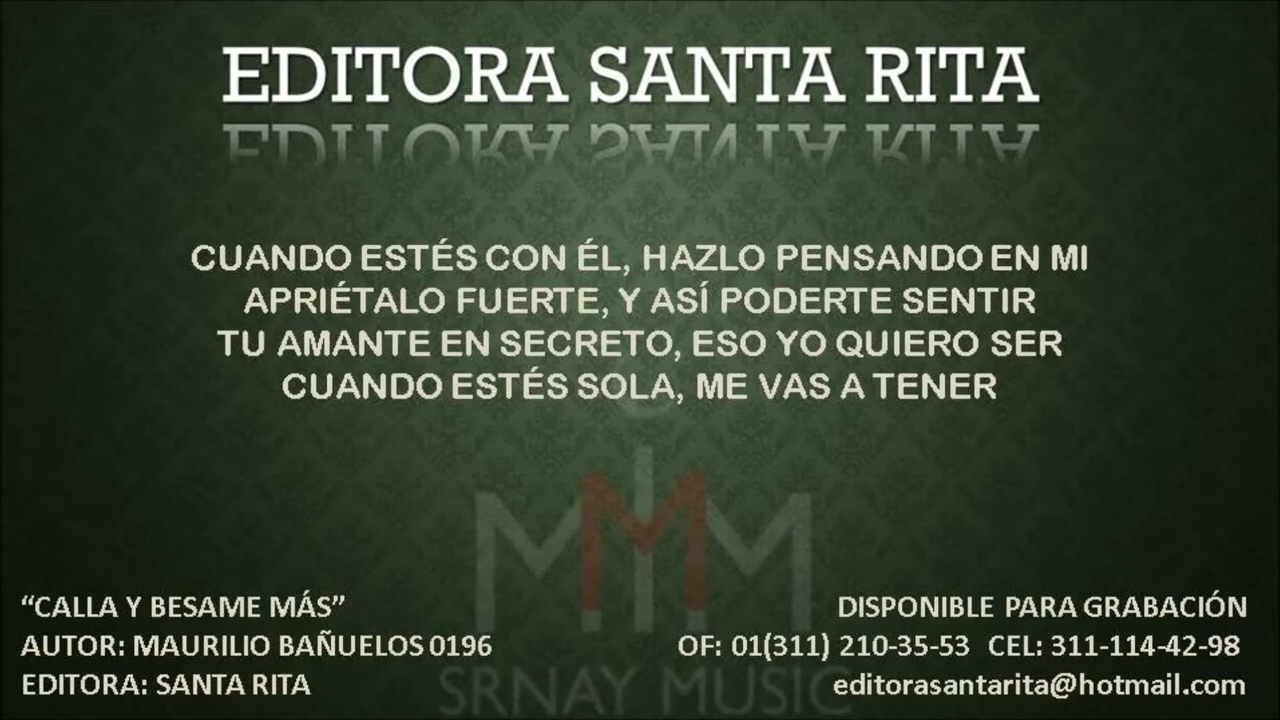 EDITORA SANTA RITA
CUANDO ESTÉS CON ÉL, HAZLO PENSANDO EN MI
APRIÉTALO FUERTE, Y ASÍ PODERTE SENTIR
TU AMANTE EN SECRETO, ESO YO QUIERO SER
CUANDO ESTÉS SOLA, ME VAS A TENER
MMM
SRNAY MUSIC
“CALLA Y BESAME MÁS”
AUTOR: MAURILIO BAÑUELOS 0196
EDITORA: SANTA RITA
DISPONIBLE PARA GRABACIÓN
OF: 01(311) 210-35-53 CEL: 311-114-42-98
editorasantarita@hotmail.com